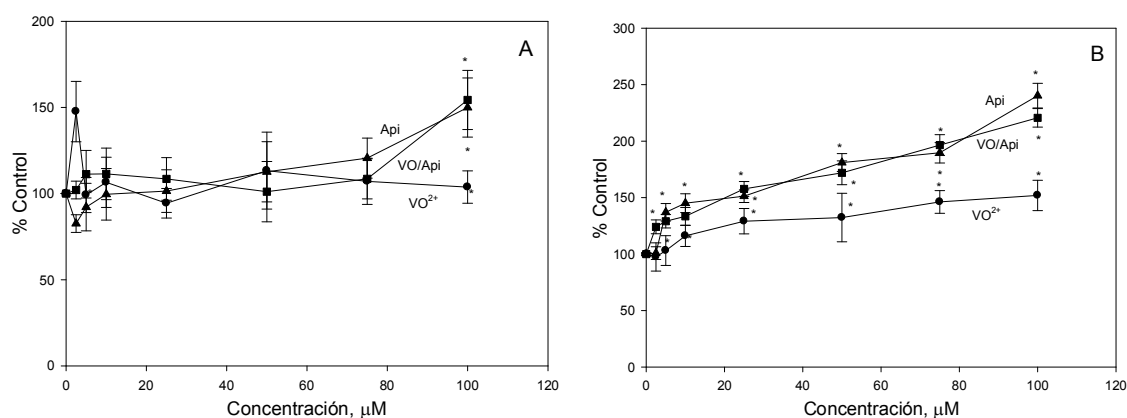 A
200
150
100
50
0
% Control
Api
VO/Api
VO²⁺
0 20 40 60 80 100 120
Concentración, µM
B
300
250
200
150
100
50
0
% Control
Api
VO/Api
VO²⁺
0 20 40 60 80 100 120
Concentración, µM